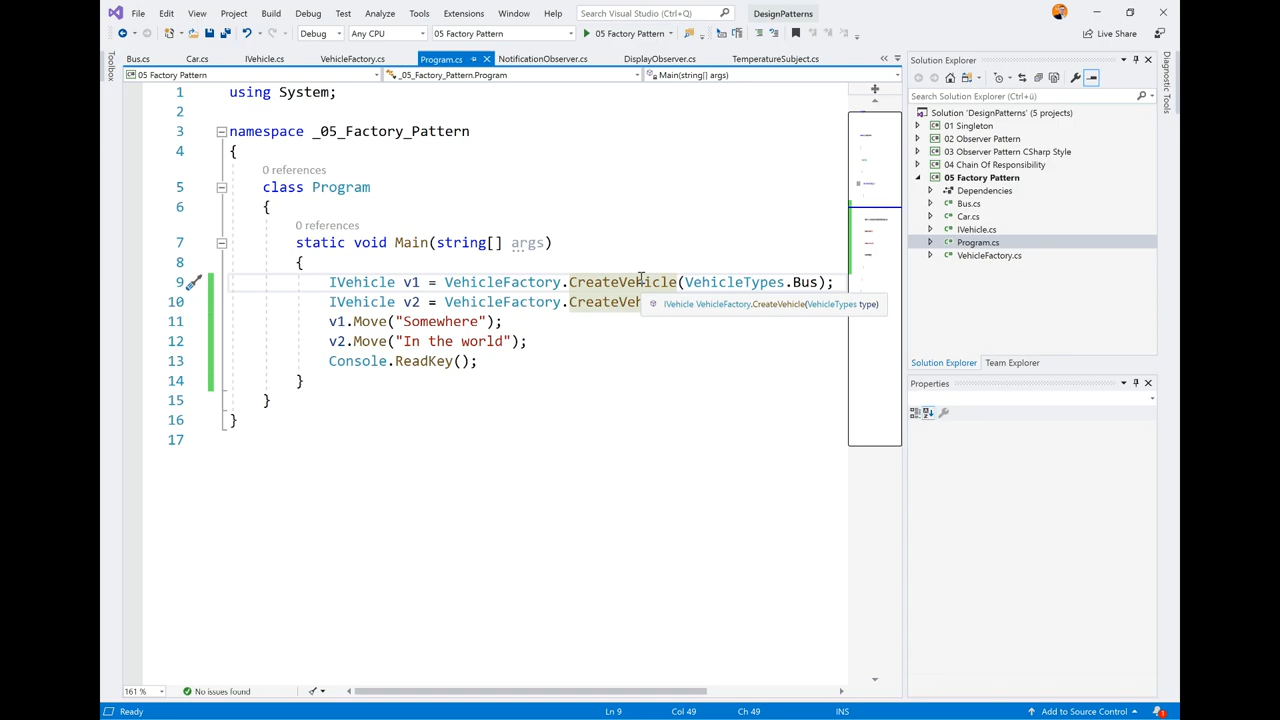 File Edit View Project Build Debug Test Analyze Tools Extensions Window Help Search Visual Studio (Ctrl+Q) DesignPatterns
Debug Any CPU 05 Factory Pattern 05 Factory Pattern Live Share
Toolbox
Bus.cs Car.cs IVehicle.cs VehicleFactory.cs Program.cs NotificationObserver.cs DisplayObserver.cs TemperatureSubject.cs
05 Factory Pattern _05_Factory_Pattern.Program Main(string[] args)
1 using System;
2
3 namespace _05_Factory_Pattern
4 {
0 references
5 class Program
6 {
0 references
7 static void Main(string[] args)
8 {
9 IVehicle v1 = VehicleFactory.CreateVehicle(VehicleTypes.Bus);
10 IVehicle v2 = VehicleFactory.CreateVeh
IVehicle VehicleFactory.CreateVehicle(VehicleTypes type)
11 v1.Move("Somewhere");
12 v2.Move("In the world");
13 Console.ReadKey();
14 }
15 }
16 }
17
161 % No issues found
Solution Explorer
Search Solution Explorer (Ctrl+ü)
Solution 'DesignPatterns' (5 projects)
01 Singleton
02 Observer Pattern
03 Observer Pattern CSharp Style
04 Chain Of Responsibility
05 Factory Pattern
Dependencies
Bus.cs
Car.cs
IVehicle.cs
Program.cs
VehicleFactory.cs
Solution Explorer Team Explorer
Properties
Diagnostic Tools
Ready Ln 9 Col 49 Ch 49 INS Add to Source Control